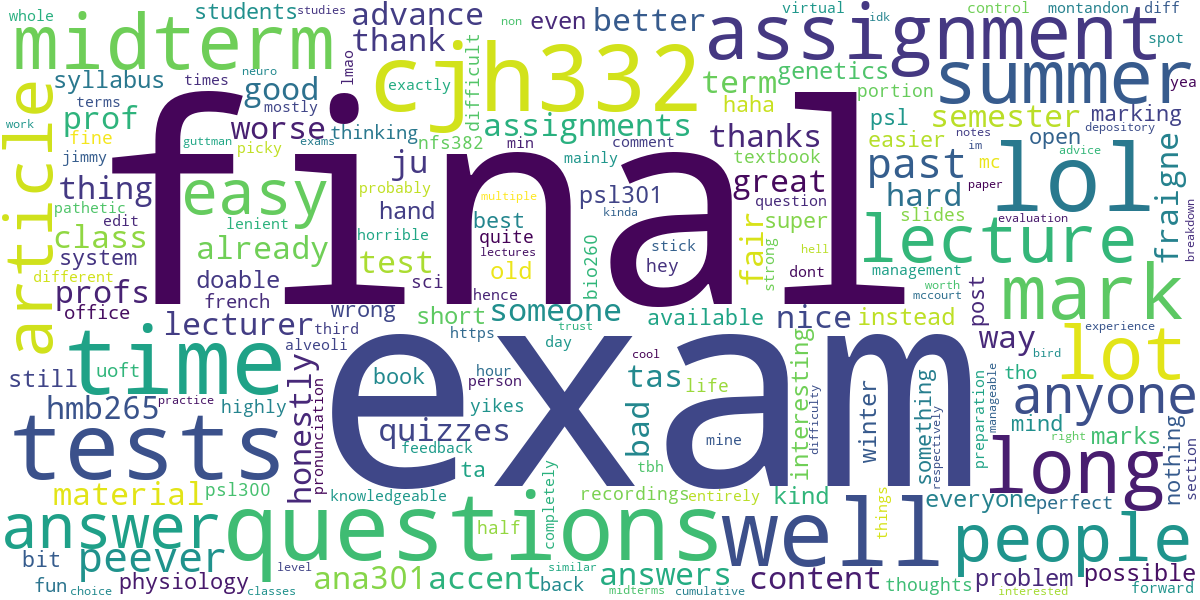 whole
students
studies
advance
non
even
better
virtual
idk
control
montandon
diff
midterm
thank
cjh332
assignment
spot
syllabus
times
neuro
lmao
exactly
difficult
term
genetics
portion
summer
yea
article
terms
mostly
good
prof
worse
thinking
assignments
thanks
haha
psl
semester
marking
depository
work
fine
guttman
picky
exams
nfs382
min
comment
textbook
easier
notes
im
open
advice
jimmy
final
ju
mainly
mc
past
lol
paper
thing
easy
probably
multiple
psl301
great
question
hard
pathetic
lenient
hand
best
kinda
super
slides
evaluation
fraigne
breakdown
edit
class
horrible
quite
stick
fair
strong
hell
lecture
system
already
test
lectures
hey
dont
management
different
doable
sci
old
bio260
worth
mark
profs
french
hence
mccourt
post
office
wrong
short
someone
available
nice
instead
lecturer
third
https
trust
way
experience
time
alveoli
day
cool
interesting
bird
lot
uoft
honestly
book
hour
person
tas
life
difficulty
winter
something
respectively
preparation
manageable
tho
still
anyone
hmb265
practice
pronunciation
highly
exam
yikes
bad
mine
mind
right
marks
nothing
section
tests
quizzes
feedback
ta
tbh
long
material
psl300
knowledgeable
completely
recordings
entirely
kind
things
everyone
perfect
answer
questions
half
well
people
bit
peever
level
similar
fun
choice
physiology
classes
ana301
accent
back
midterms
answers
cumulative
content
thoughts
problem
interested
possible
forward